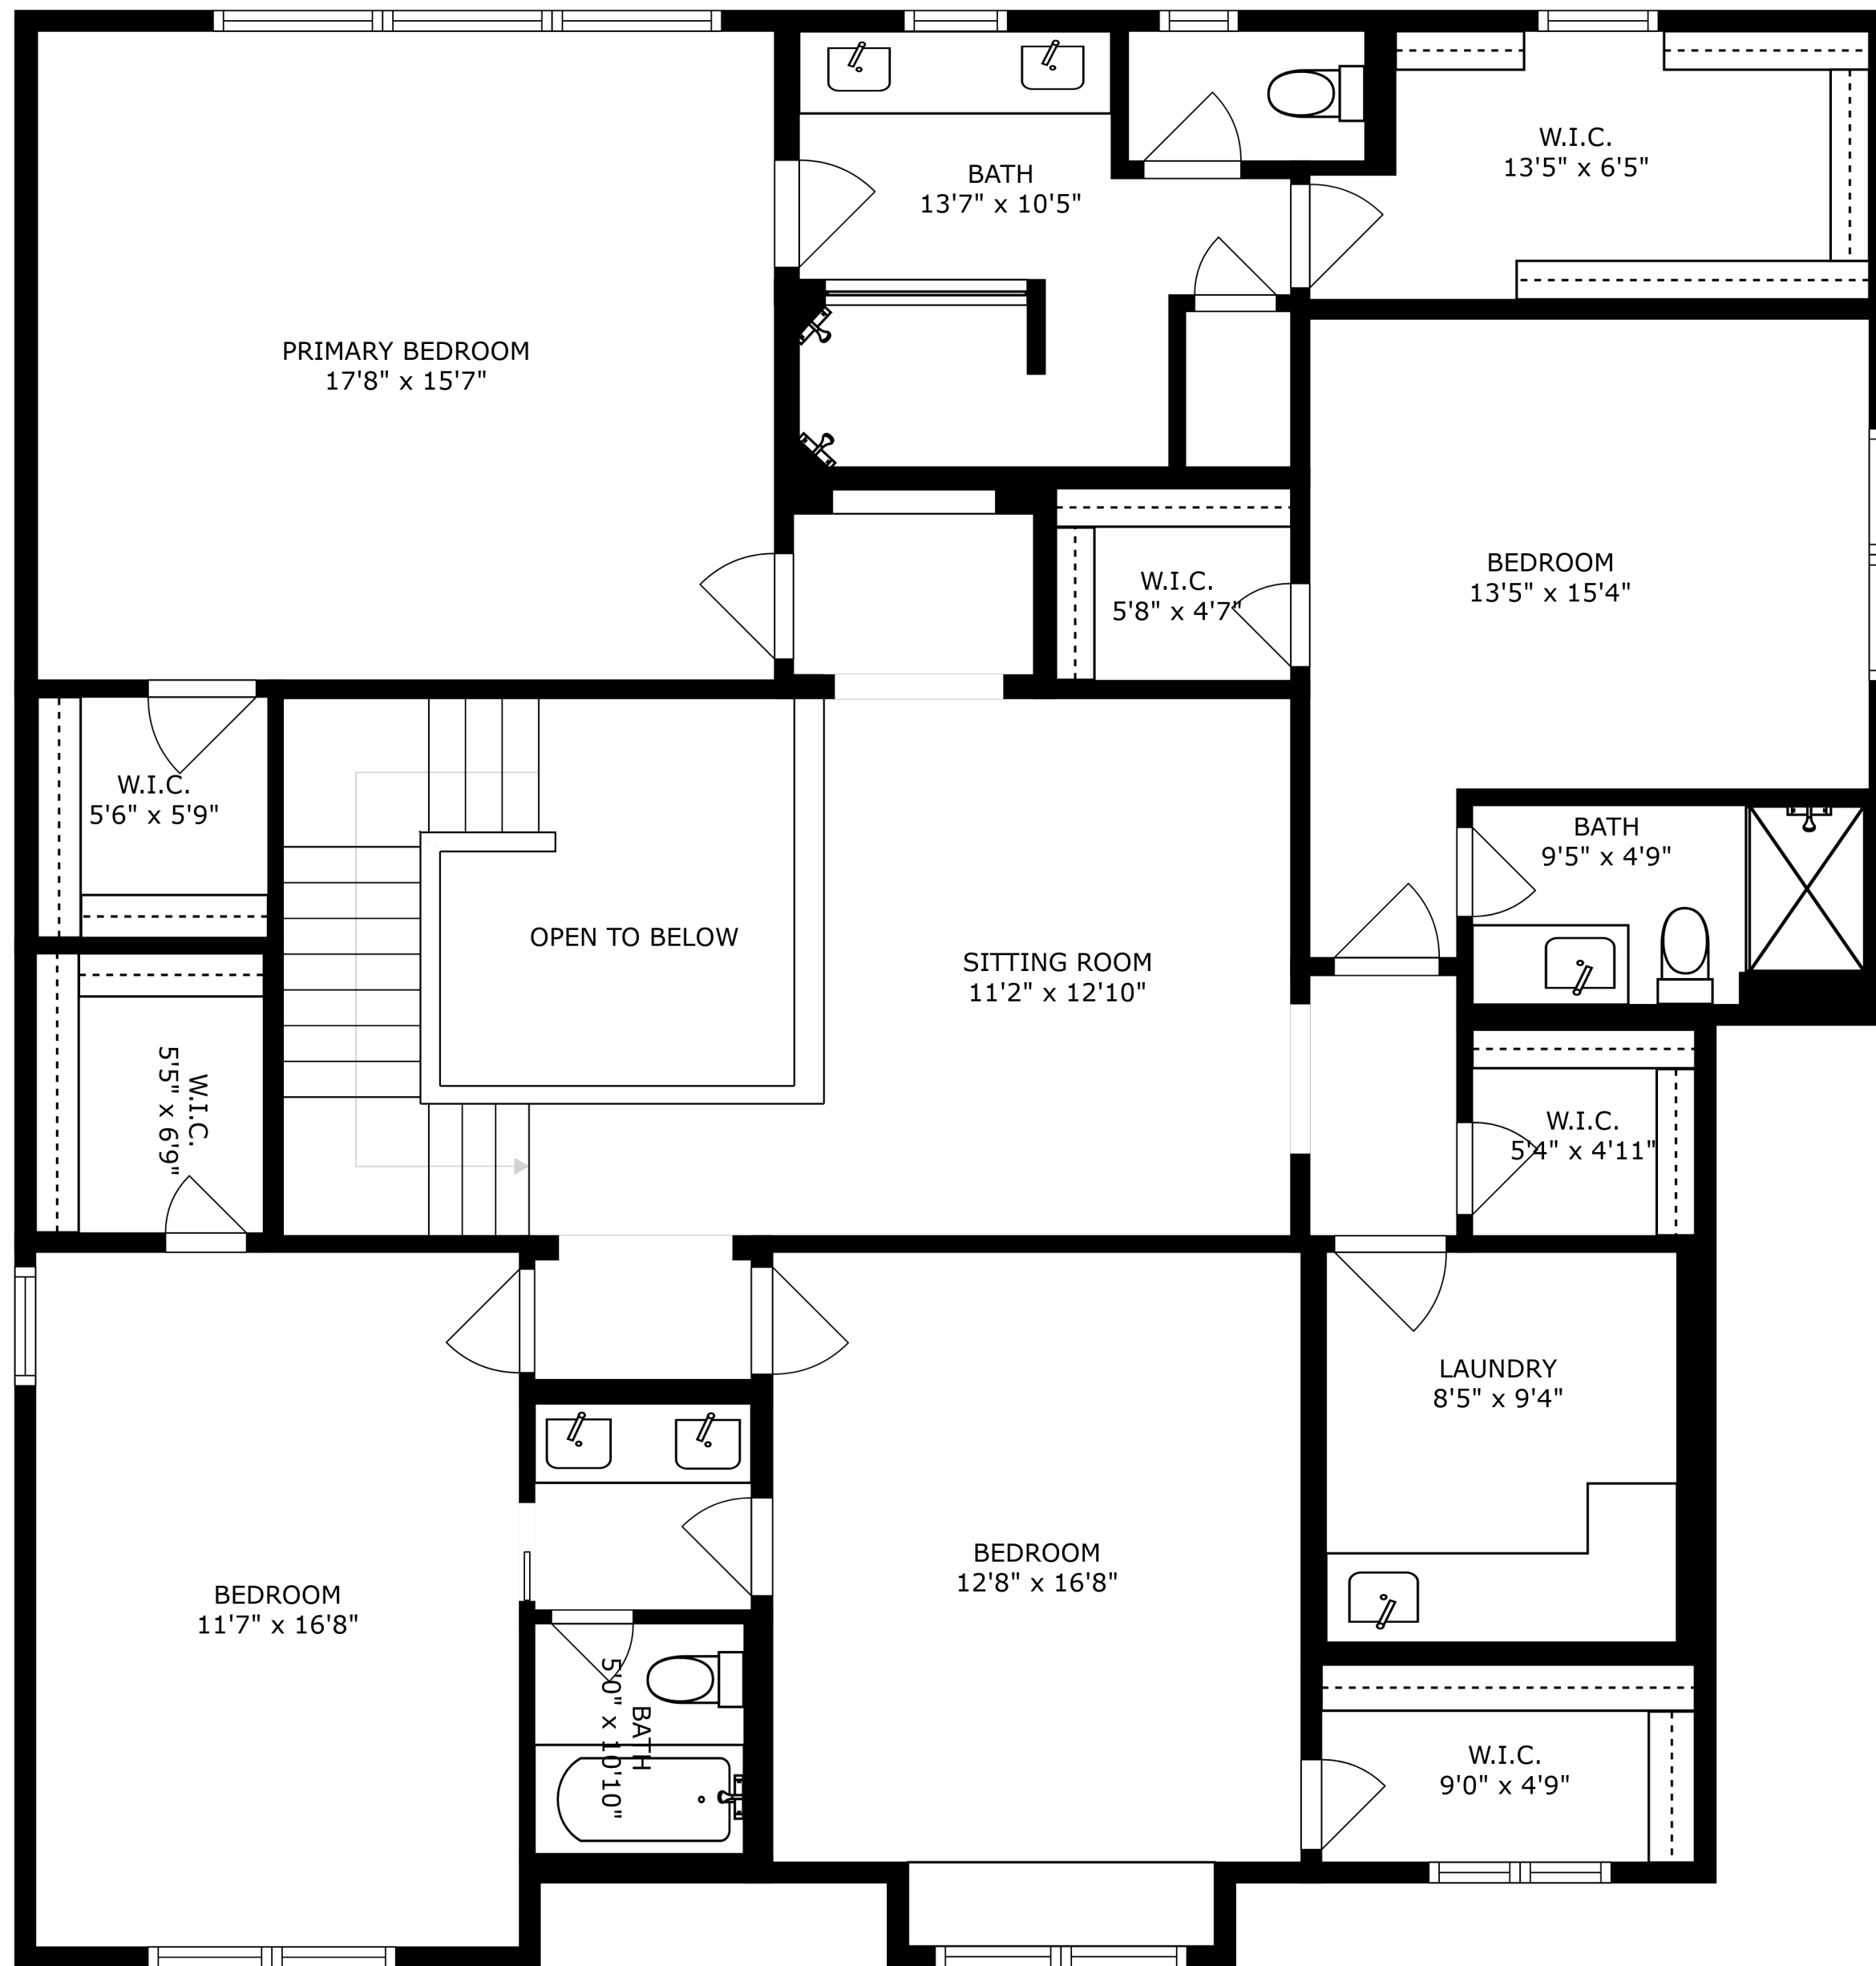 BATH
13'7" x 10'5"
W.I.C.
13'5" x 6'5"
PRIMARY BEDROOM
17'8" x 15'7"
W.I.C.
5'8" x 4'7"
BEDROOM
13'5" x 15'4"
W.I.C.
5'6" x 5'9"
BATH
9'5" x 4'9"
OPEN TO BELOW
SITTING ROOM
11'2" x 12'10"
W.I.C.
5'5" x 6'9"
W.I.C.
5'4" x 4'11"
LAUNDRY
8'5" x 9'4"
BEDROOM
11'7" x 16'8"
BEDROOM
12'8" x 16'8"
BATH
5'0" x 10'10"
W.I.C.
9'0" x 4'9"